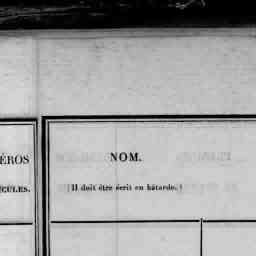 ÉROS
NOM.
CULES.
(Il doit être écrit en bâtarde.)